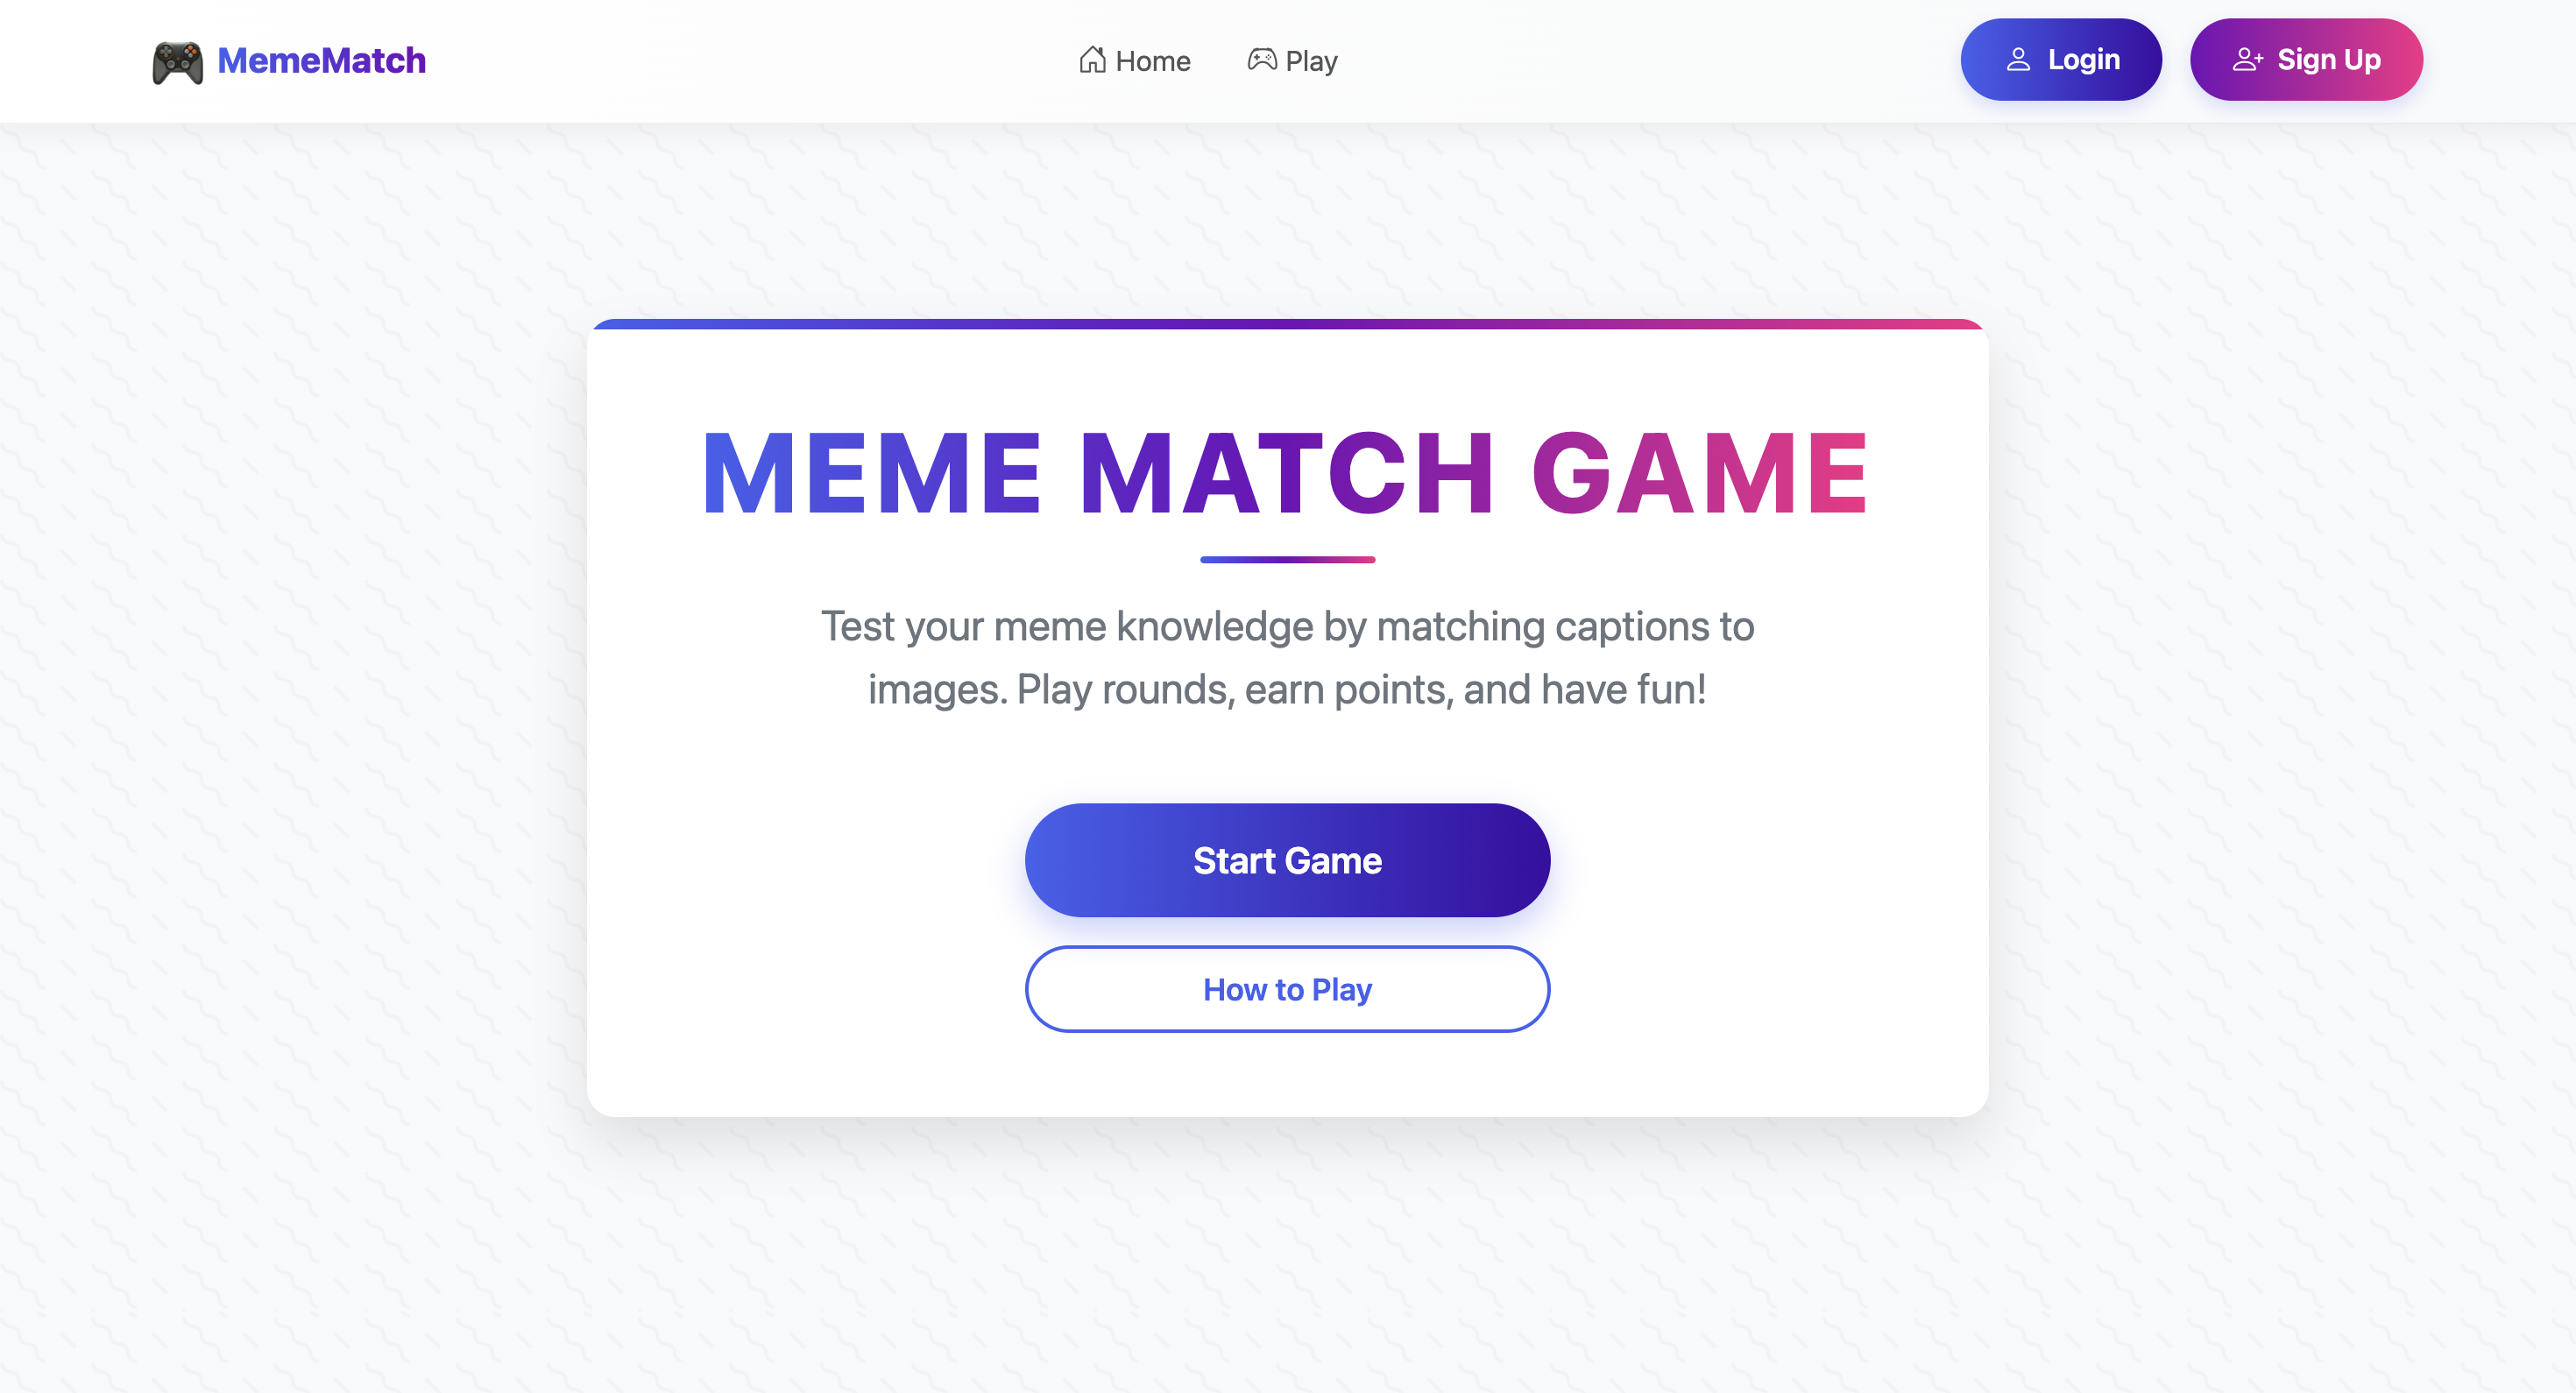 MemeMatch
Home
Play
Login
Sign Up
MEME MATCH GAME
Test your meme knowledge by matching captions to
images. Play rounds, earn points, and have fun!
Start Game
How to Play